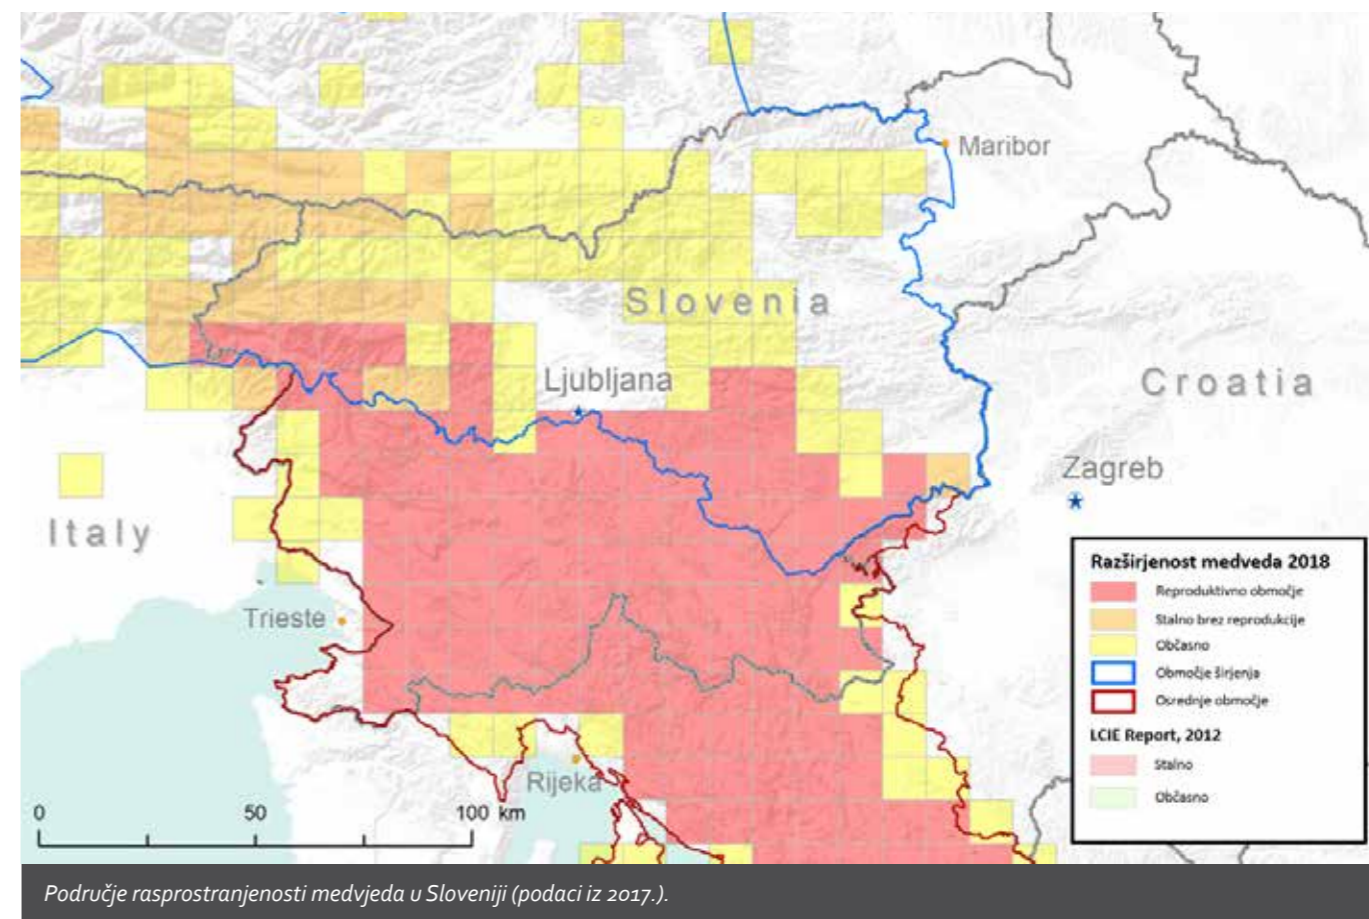 Maribor
Slovenia
Ljubljana
Croatia
Zagreb
Italy
Trieste
Rijeka
0 50 100 km
Razširjenost medveda 2018
Reproduktivno območje
Stalno brez reprodukcije
Občasno
Območje širjenja
Osrednje območje
LCIE Report, 2012
Stalno
Občasno
Područje rasprostranjenosti medvjeda u Sloveniji (podaci iz 2017.).